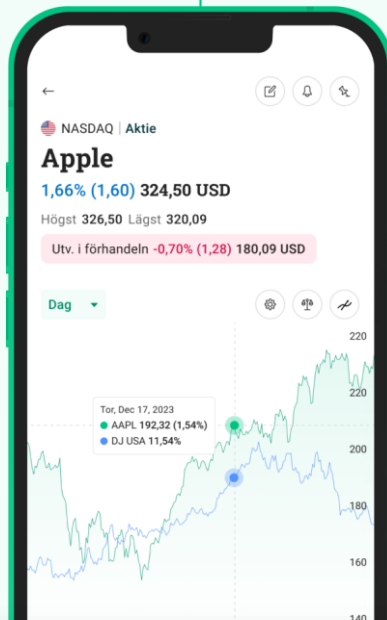 NASDAQ | Aktie
Apple
1,66% (1,60) 324,50 USD
Högst 326,50 Lägst 320,09
Utv. i förhandeln -0,70% (1,28) 180,09 USD
Dag
220
220
Tor, Dec 17, 2023
AAPL 192,32 (1,54%)
DJ USA 11,54%
200
180
160
140